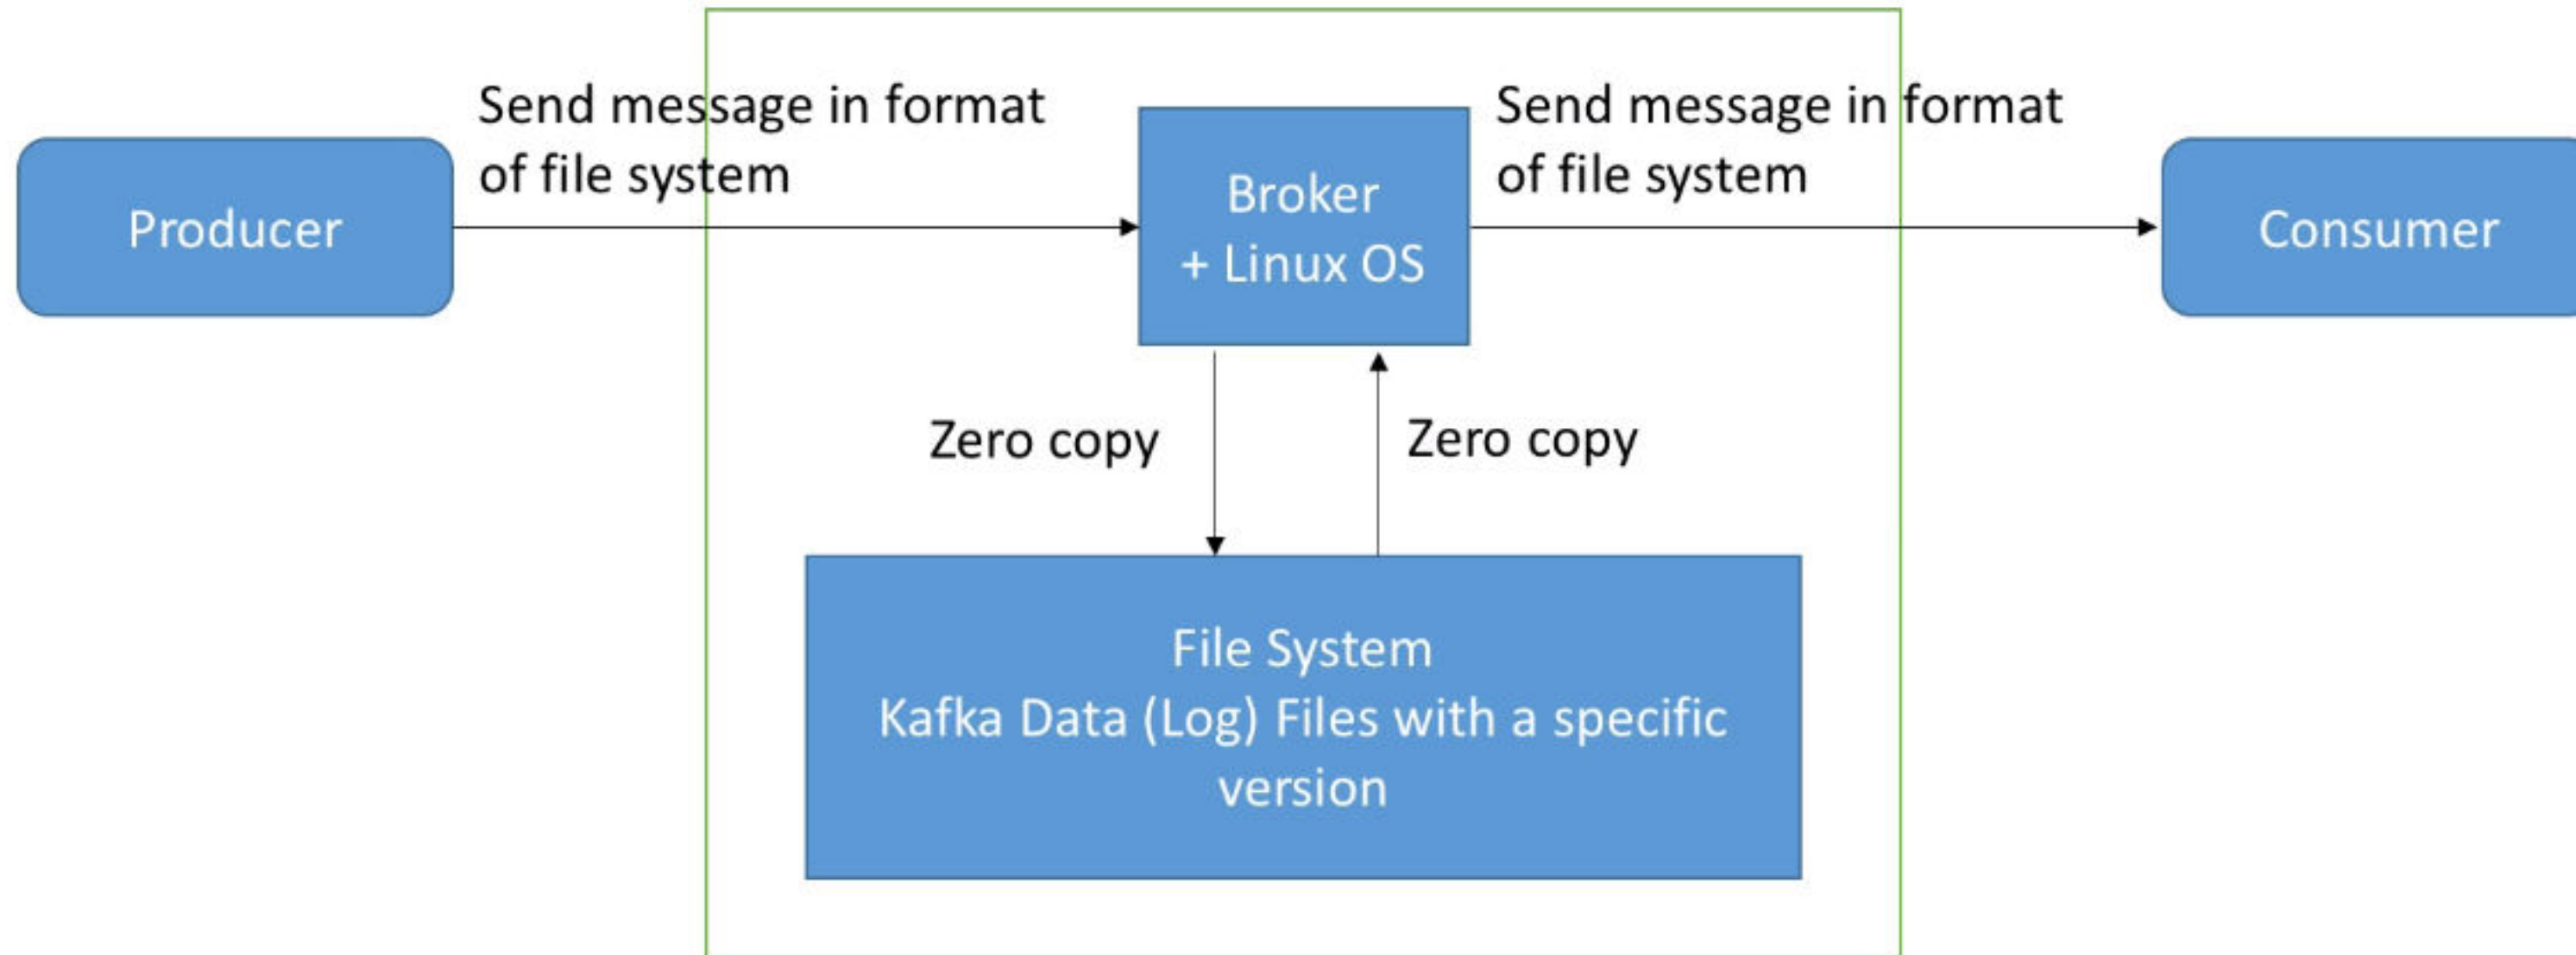 Send message in format
of file system
Producer
Broker
+ Linux OS
Send message in format
of file system
Consumer
Zero copy
Zero copy
File System
Kafka Data (Log) Files with a specific
version